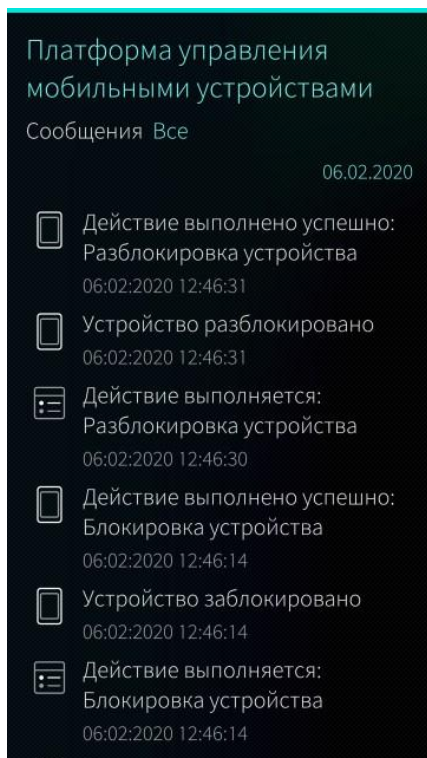 Платформа управления
мобильными устройствами
Сообщения Все
06.02.2020
Действие выполнено успешно:
Разблокировка устройства
06:02:2020 12:46:31
Устройство разблокировано
06:02:2020 12:46:31
Действие выполняется:
Разблокировка устройства
06:02:2020 12:46:30
Действие выполнено успешно:
Блокировка устройства
06:02:2020 12:46:14
Устройство заблокировано
06:02:2020 12:46:14
Действие выполняется:
Блокировка устройства
06:02:2020 12:46:14